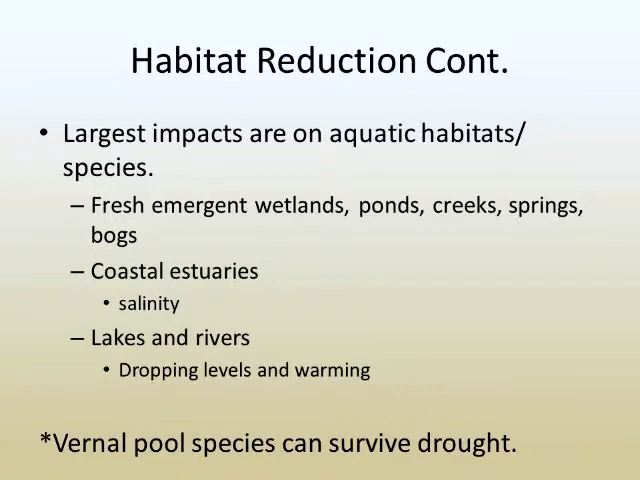 Habitat Reduction Cont.
• Largest impacts are on aquatic habitats/
species.
– Fresh emergent wetlands, ponds, creeks, springs,
bogs
– Coastal estuaries
• salinity
– Lakes and rivers
• Dropping levels and warming
*Vernal pool species can survive drought.